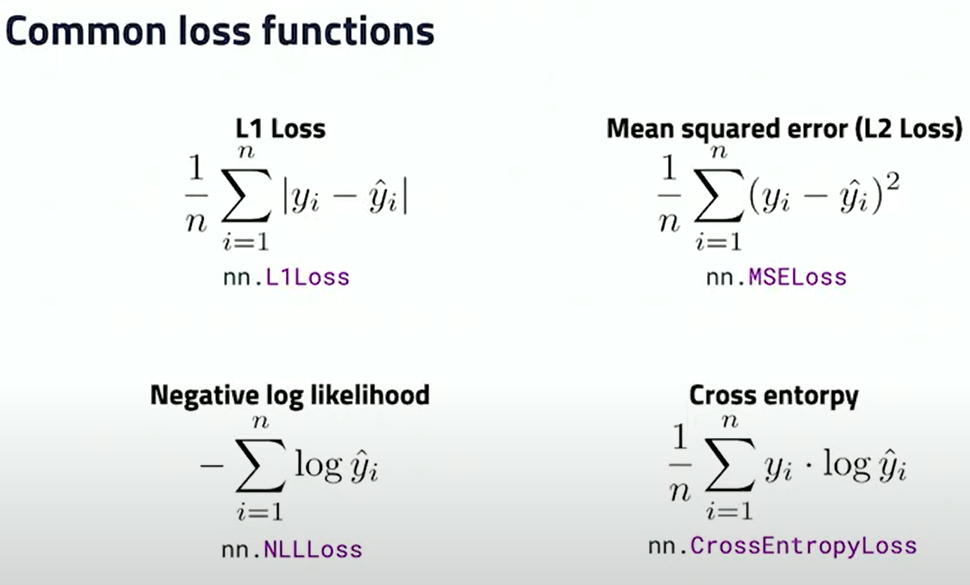 Common loss functions
L1 Loss
\frac{1}{n} \sum_{i=1}^{n} |y_i - \hat{y}_i|
nn.L1Loss
Mean squared error (L2 Loss)
\frac{1}{n} \sum_{i=1}^{n} (y_i - \hat{y}_i)^2
nn.MSELoss
Negative log likelihood
-\sum_{i=1}^{n} \log \hat{y}_i
nn.NLLLoss
Cross entorpy
\frac{1}{n} \sum_{i=1}^{n} y_i \cdot \log \hat{y}_i
nn.CrossEntropyLoss